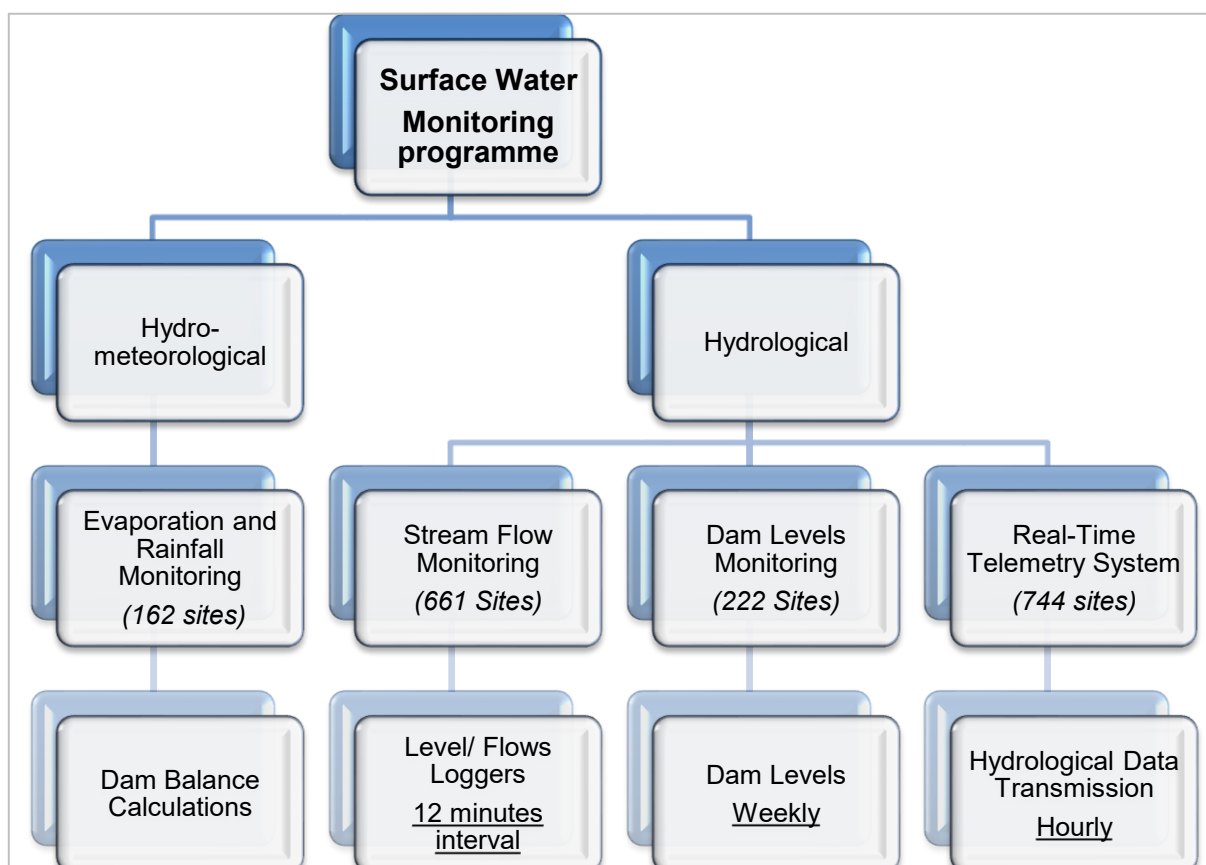 Surface Water
Monitoring
programme
Hydro-
meteorological
Hydrological
Evaporation and
Rainfall
Monitoring
(162 sites)
Stream Flow
Monitoring
(661 Sites)
Dam Levels
Monitoring
(222 Sites)
Real-Time
Telemetry System
(744 sites)
Dam Balance
Calculations
Level/ Flows
Loggers
12 minutes
interval
Dam Levels
Weekly
Hydrological Data
Transmission
Hourly